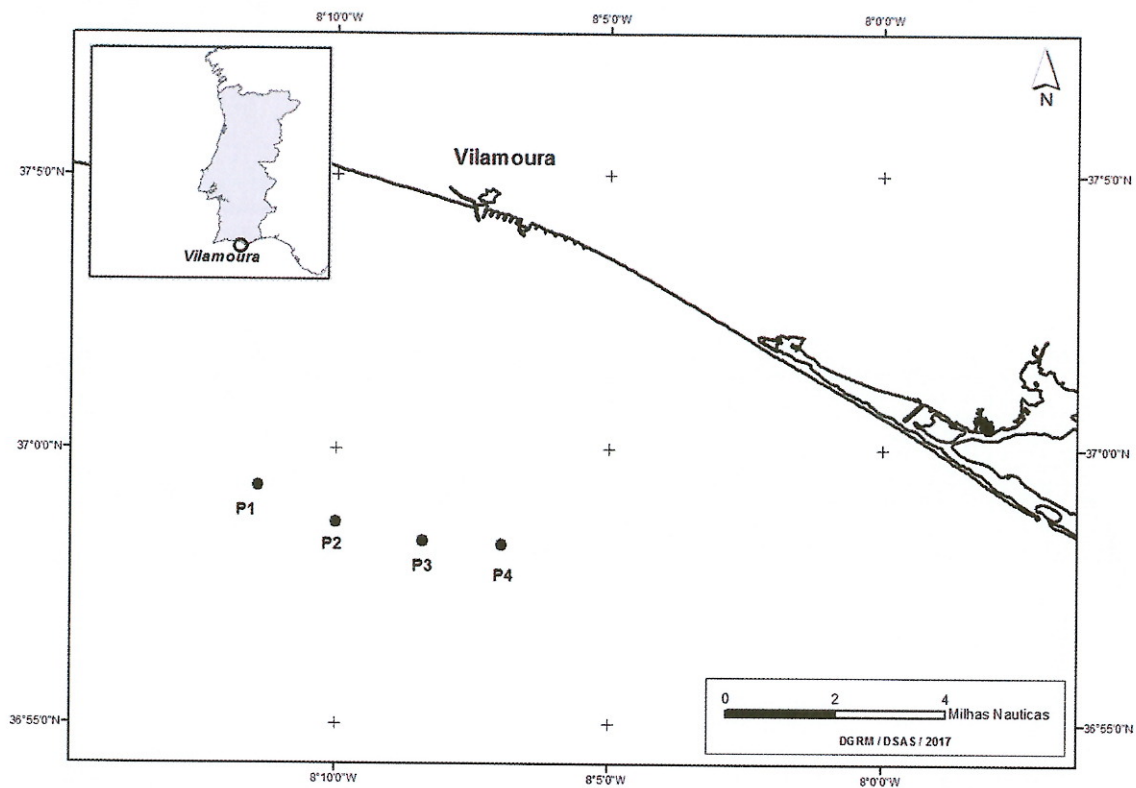 8°10'0"W
8°5'0"W
8°0'0"W
N
Vilamoura
37°5'0"N
37°5'0"N
Vilamoura
37°0'0"N
37°0'0"N
P1
P2
P3
P4
0 2 4
Milhas Nauticas
DGRM / DSAS / 2017
36°55'0"N
36°55'0"N
8°10'0"W
8°5'0"W
8°0'0"W